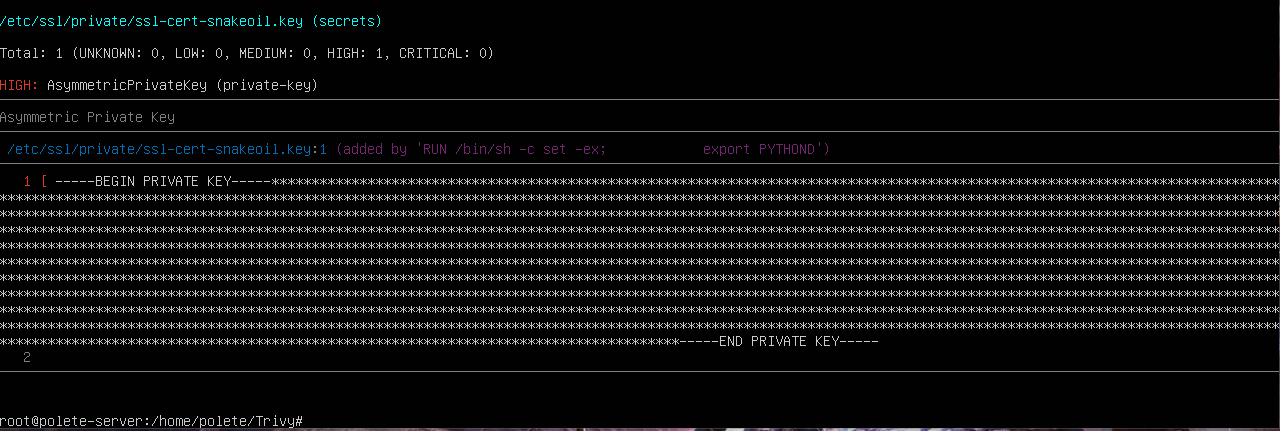 /etc/ssl/private/ssl-cert-snakeoil.key (secrets)
Total: 1 (UNKNOWN: 0, LOW: 0, MEDIUM: 0, HIGH: 1, CRITICAL: 0)
HIGH: AsymmetricPrivateKey (private-key)
Asymmetric Private Key
/etc/ssl/private/ssl-cert-snakeoil.key:1 (added by 'RUN /bin/sh -c set -ex;            export PYTHOND')
1 [ -----BEGIN PRIVATE KEY-----******************************************************************************************************************************
****************************************************************************************************************************************************************
****************************************************************************************************************************************************************
****************************************************************************************************************************************************************
****************************************************************************************************************************************************************
****************************************************************************************************************************************************************
****************************************************************************************************************************************************************
****************************************************************************************************************************************************************
****************************************************************************************************************************************************************
****************************************************************************************************************************************************************
*************************************************************************************-----END PRIVATE KEY-----
2
root@polete-server:/home/polete/Trivy#